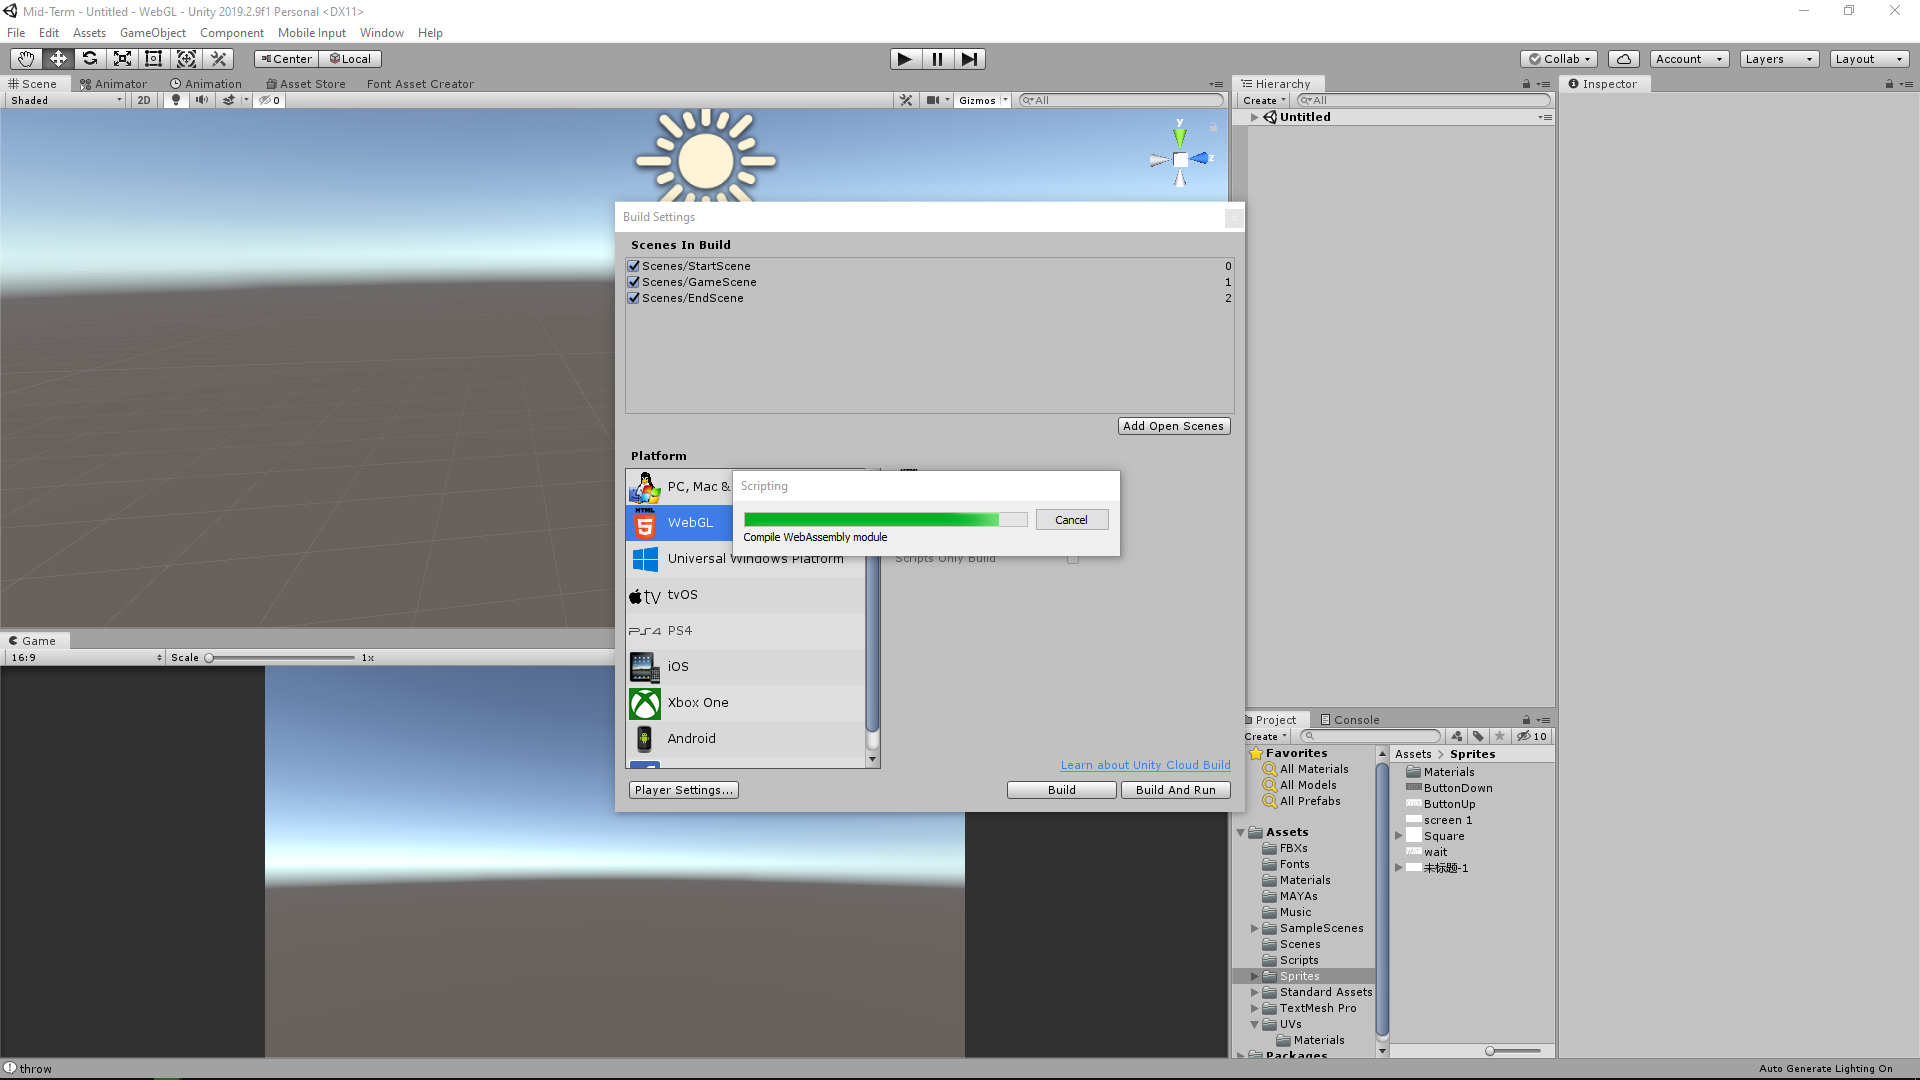 Mid-Term - Untitled - WebGL - Unity 2019.2.9f1 Personal <DX11>
File Edit Assets GameObject Component Mobile Input Window Help
Center Local
Collab Account Layers Layout
Scene Animator Animation Asset Store Font Asset Creator
Shaded 2D 0 Gizmos All
y
z
Hierarchy
Create All
Untitled
Inspector
Build Settings
Scenes In Build
Scenes/StartScene 0
Scenes/GameScene 1
Scenes/EndScene 2
Add Open Scenes
Platform
PC, Mac &
HTML
5
WebGL
Universal Windows Platform
tv
tvOS
PS4 PS4
iOS
Xbox One
Android
Scripting
Cancel
Compile WebAssembly module
Scripts Only Build
Learn about Unity Cloud Build
Player Settings...
Build
Build And Run
Game
16:9 Scale 1x
Project Console
Create 10
Favorites
All Materials
All Models
All Prefabs
Assets
FBXs
Fonts
Materials
MAYAs
Music
SampleScenes
Scenes
Scripts
Sprites
Standard Assets
TextMesh Pro
UVs
Materials
Packages
Assets > Sprites
Materials
ButtonDown
ButtonUp
screen 1
Square
wait
未标题-1
throw
Auto Generate Lighting On